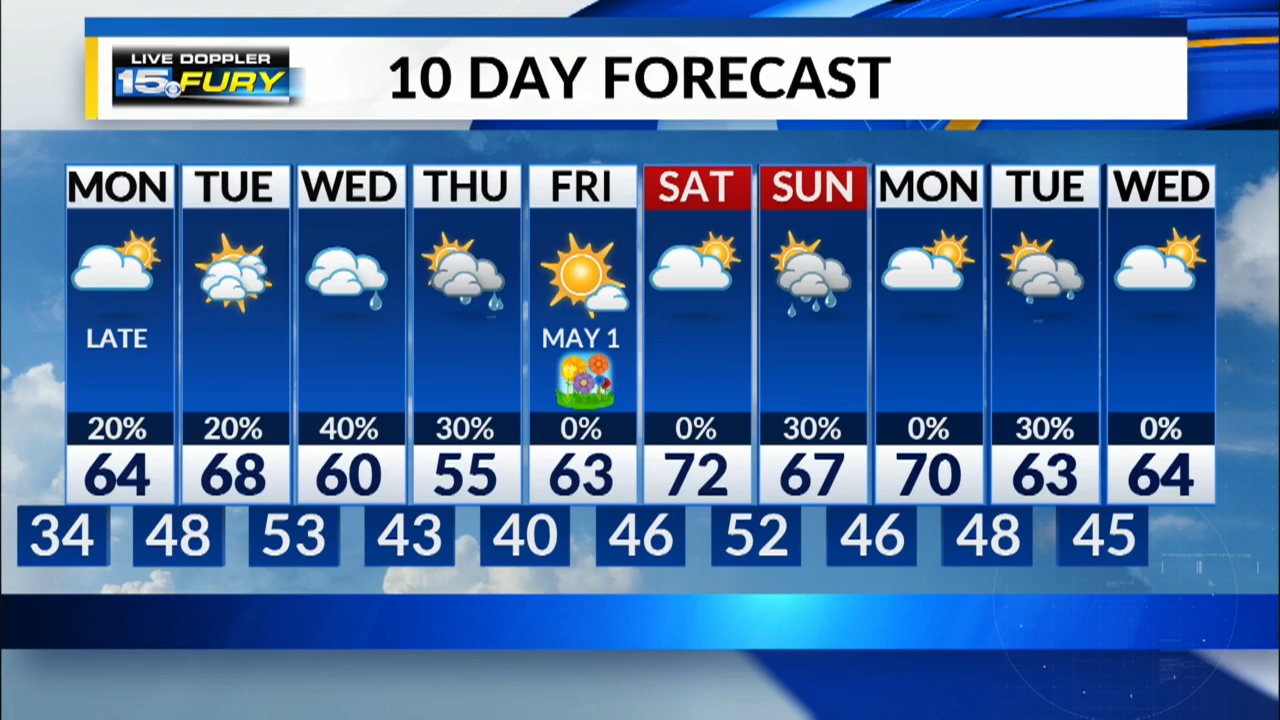 LIVE DOPPLER
15 FURY
10 DAY FORECAST
MON TUE WED THU FRI SAT SUN MON TUE WED
LATE MAY 1
20% 20% 40% 30% 0% 0% 30% 0% 30% 0%
64 68 60 55 63 72 67 70 63 64
34 48 53 43 40 46 52 46 48 45